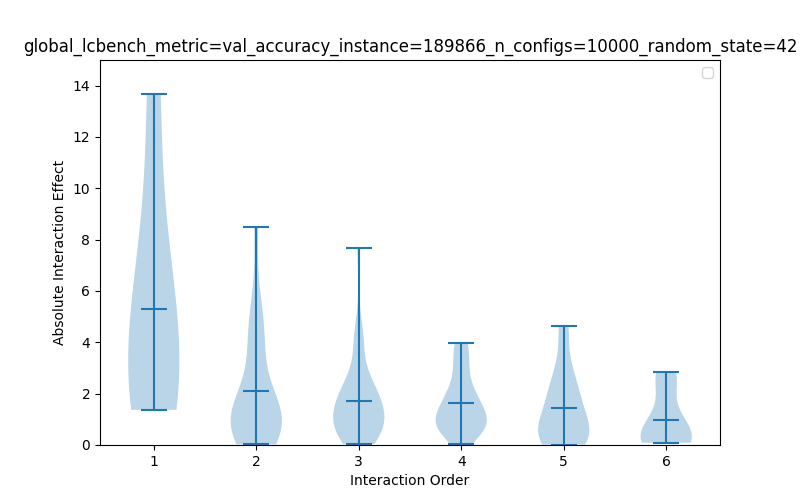 global_lcbench_metric=val_accuracy_instance=189866_n_configs=10000_random_state=42
14
12
10
8
6
4
2
0
Absolute Interaction Effect
1 2 3 4 5 6
Interaction Order